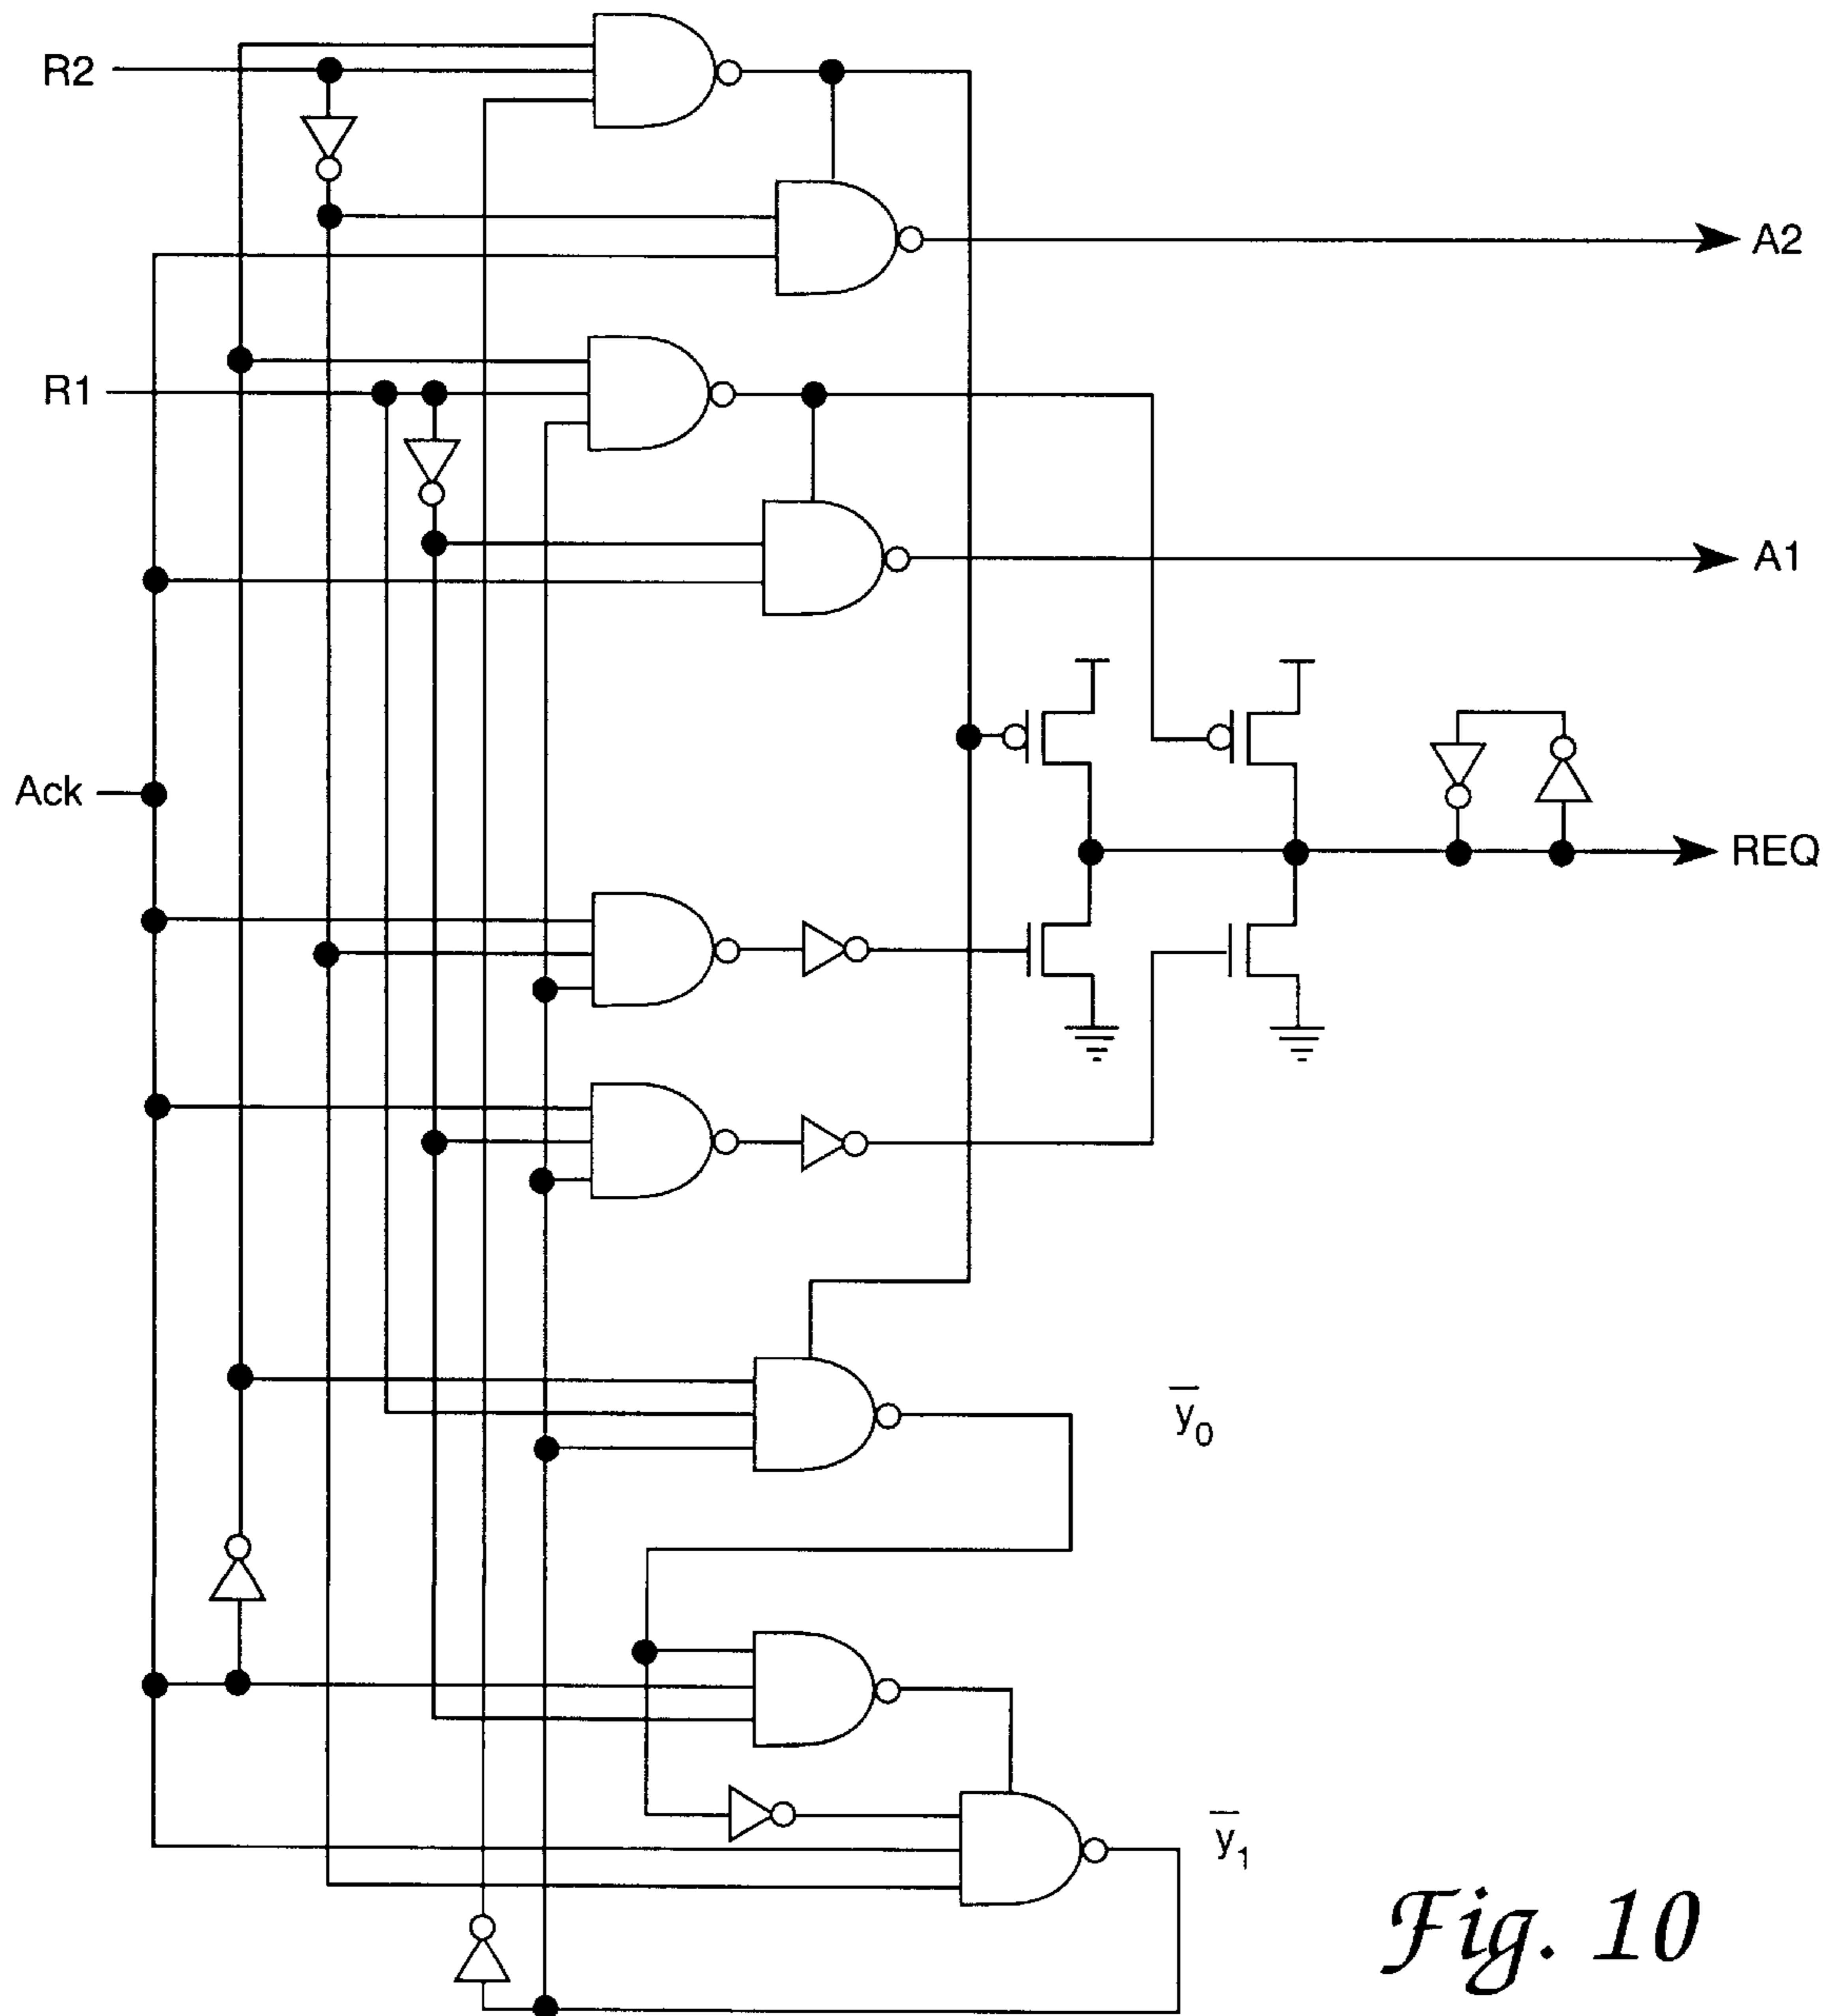 R2
A2
R1
A1
Ack
REQ
y̅₀
y̅₁
Fig. 10